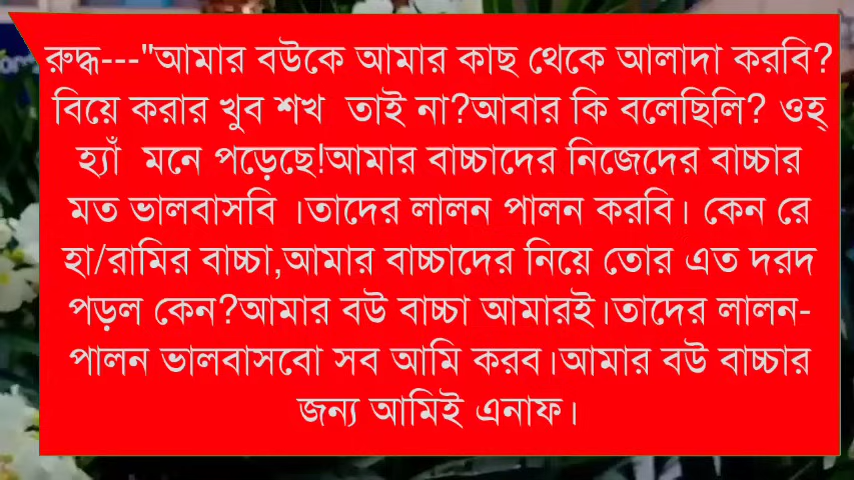 রুদ্ধ---"আমার বউকে আমার কাছ থেকে আলাদা করবি?
বিয়ে করার খুব শখ তাই না?আবার কি বলেছিলি? ওহ্
হ্যাঁ মনে পড়েছে!আমার বাচ্চাদের নিজেদের বাচ্চার
মত ভালবাসবি ।তাদের লালন পালন করবি। কেন রে
হা/রামির বাচ্চা,আমার বাচ্চাদের নিয়ে তোর এত দরদ
পড়ল কেন?আমার বউ বাচ্চা আমারই।তাদের লালন-
পালন ভালবাসবো সব আমি করব।আমার বউ বাচ্চার
জন্য আমিই এনাফ।